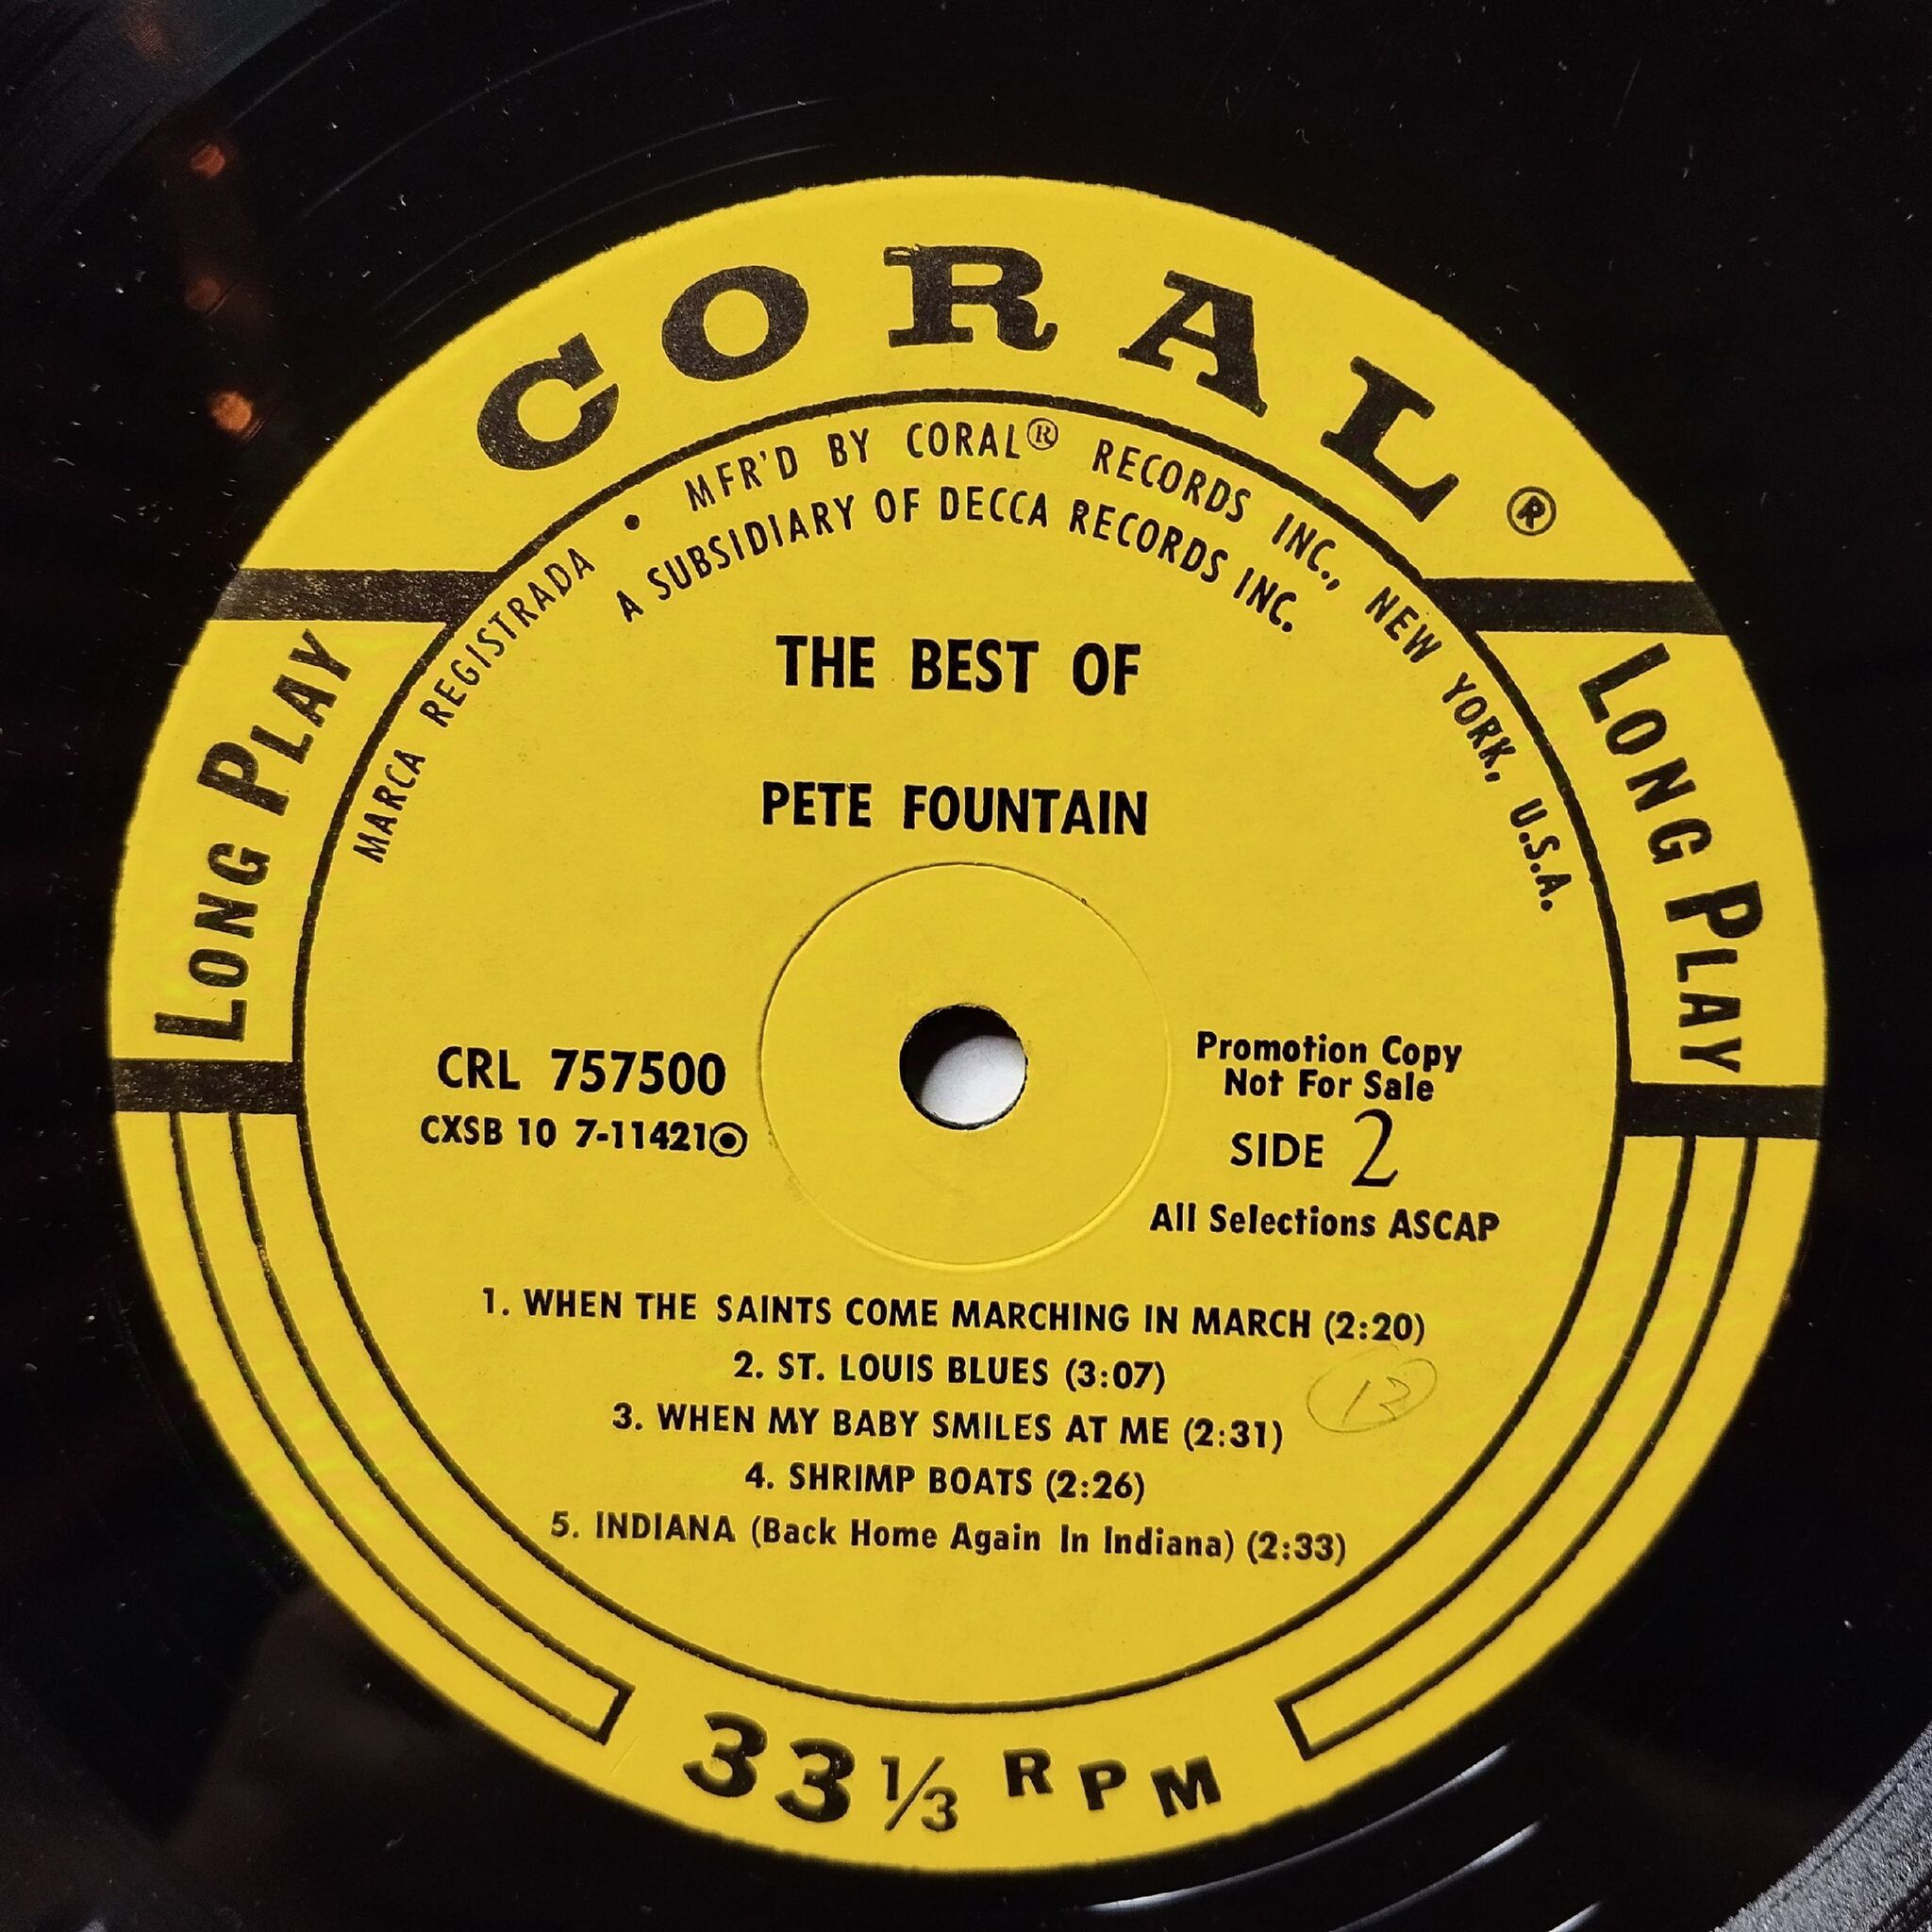 CORAL®
MARCA REGISTRADA • MFR'D BY CORAL® RECORDS INC., NEW YORK, U.S.A.
A SUBSIDIARY OF DECCA RECORDS INC.
LONG PLAY
LONG PLAY
THE BEST OF
PETE FOUNTAIN
CRL 757500
CXSB 10 7-11421
Promotion Copy
Not For Sale
SIDE 2
All Selections ASCAP
1. WHEN THE SAINTS COME MARCHING IN MARCH (2:20)
2. ST. LOUIS BLUES (3:07)
12
3. WHEN MY BABY SMILES AT ME (2:31)
4. SHRIMP BOATS (2:26)
5. INDIANA (Back Home Again In Indiana) (2:33)
33 1/3 RPM